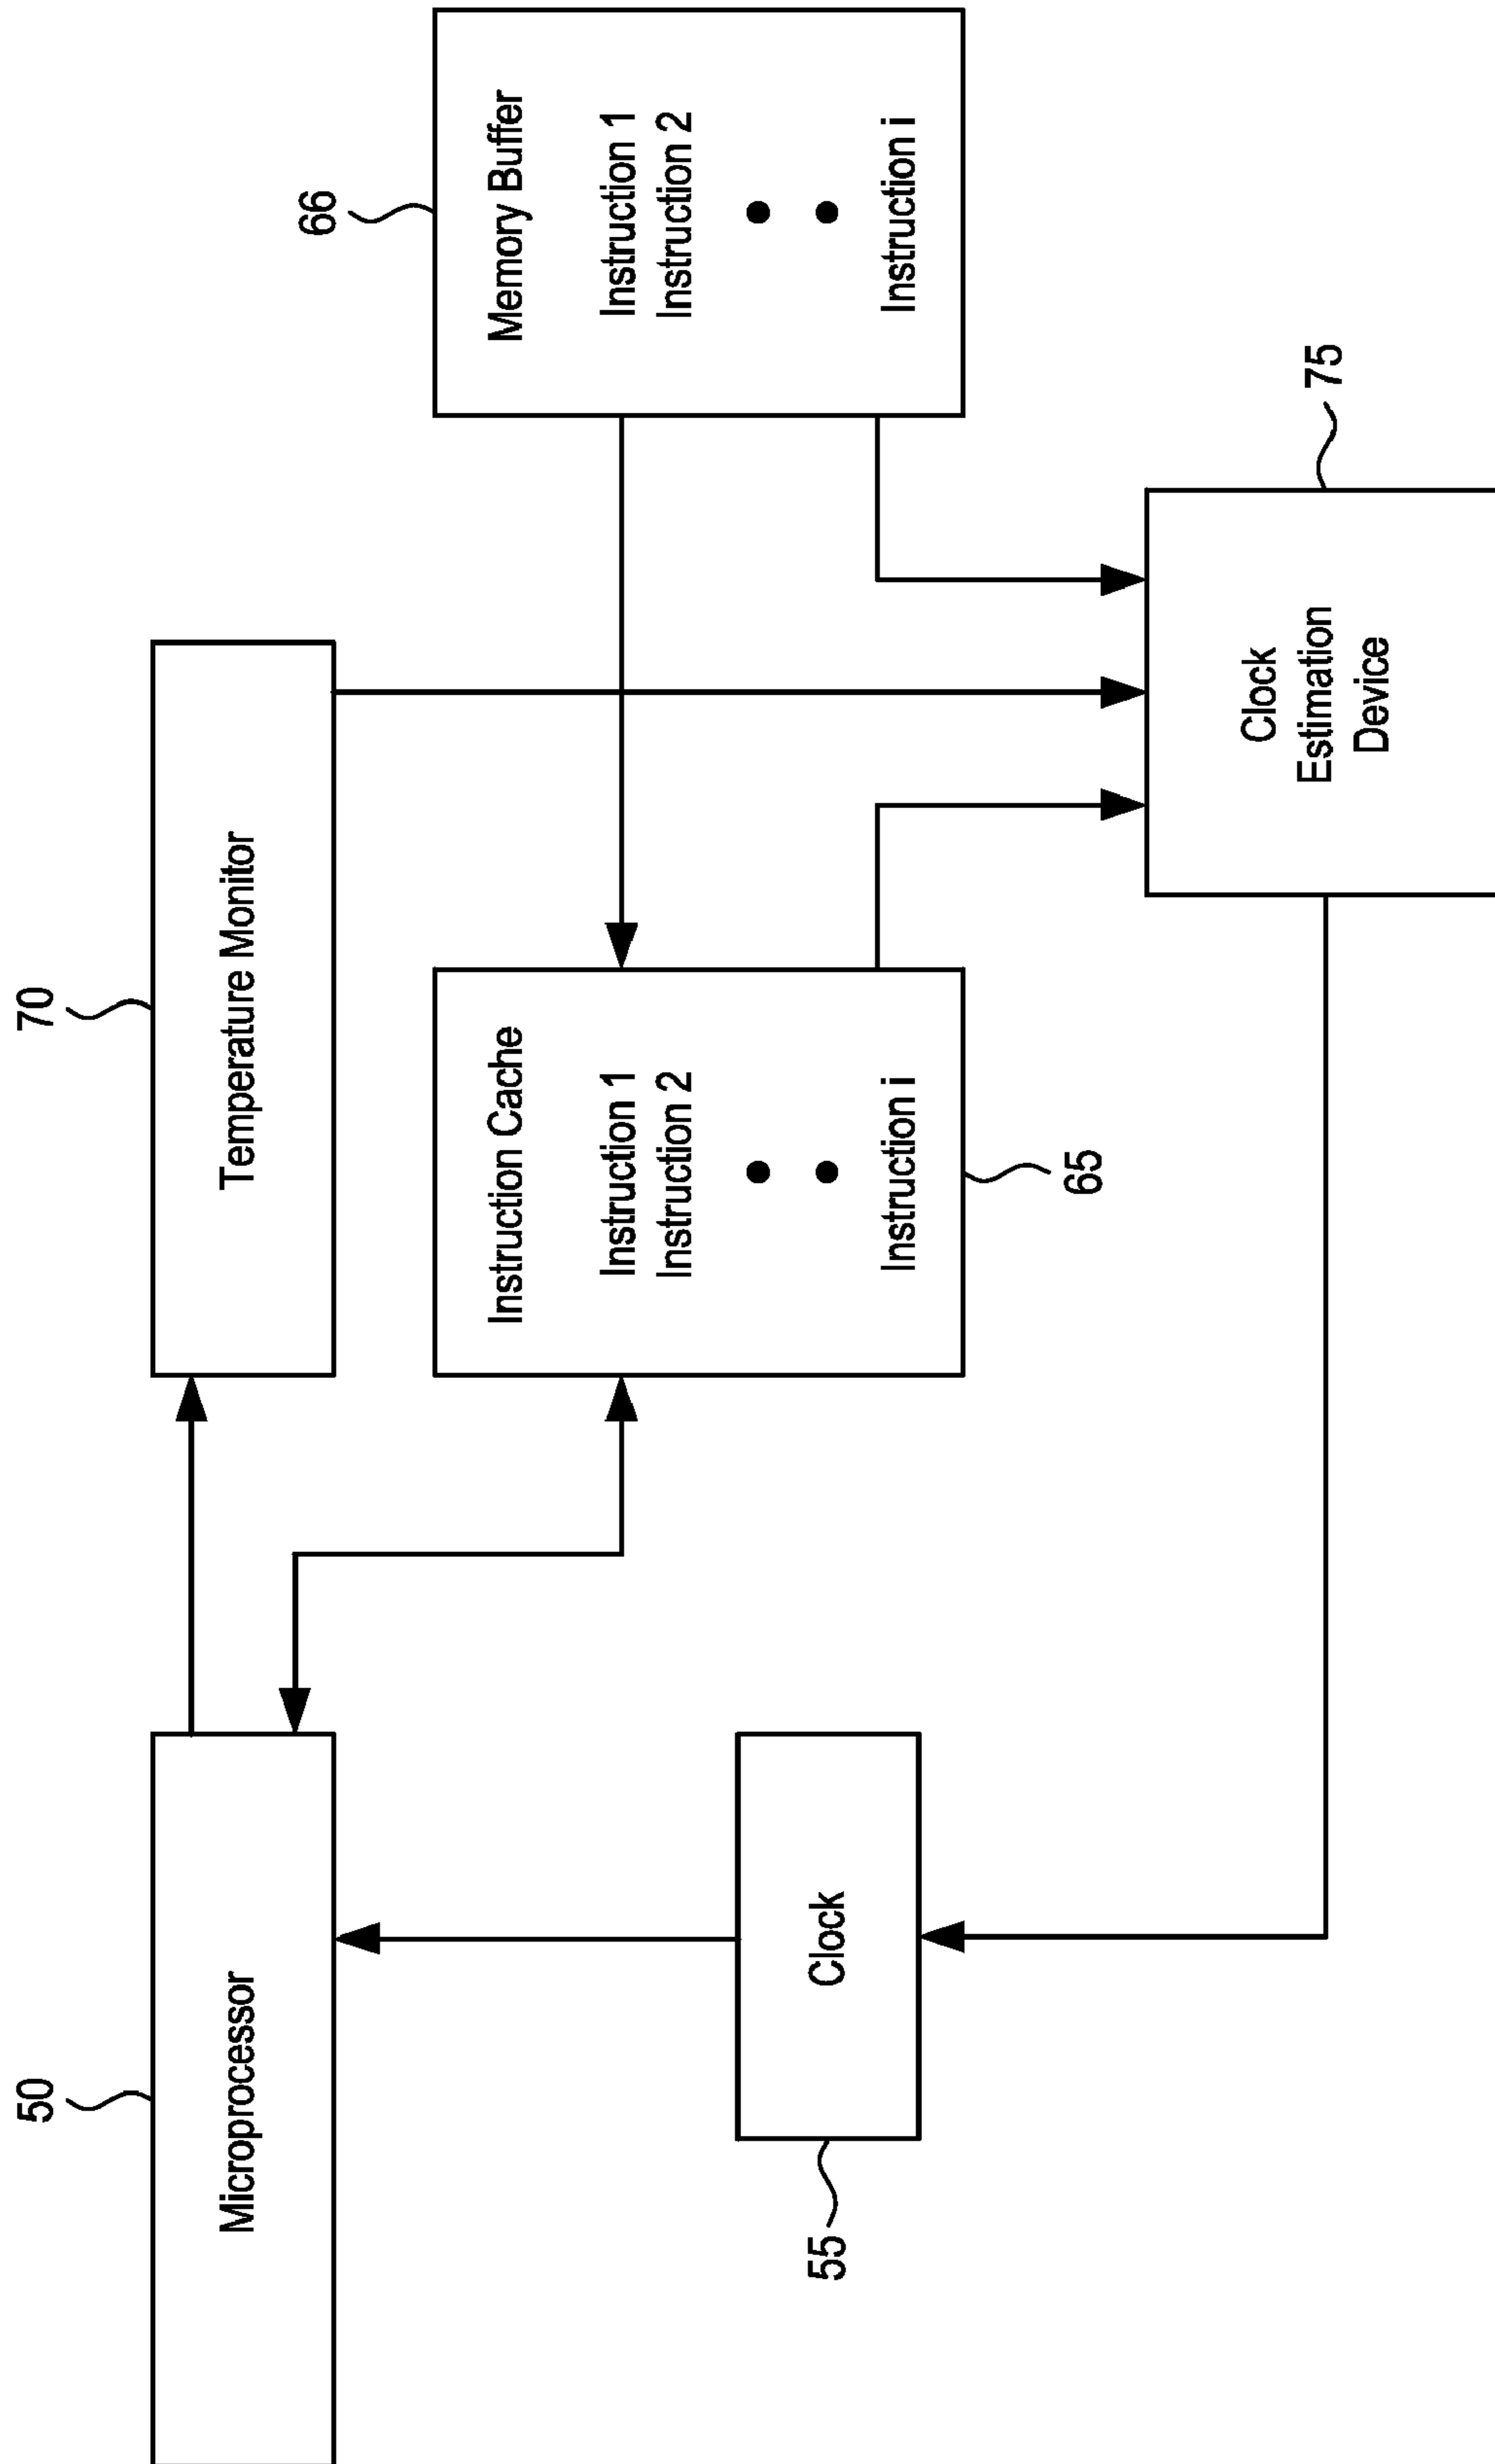 50
Microprocessor
70
Temperature Monitor
66
Memory Buffer
Instruction 1
Instruction 2
Instruction i
Instruction Cache
Instruction 1
Instruction 2
Instruction i
65
Clock
55
75
Clock
Estimation
Device